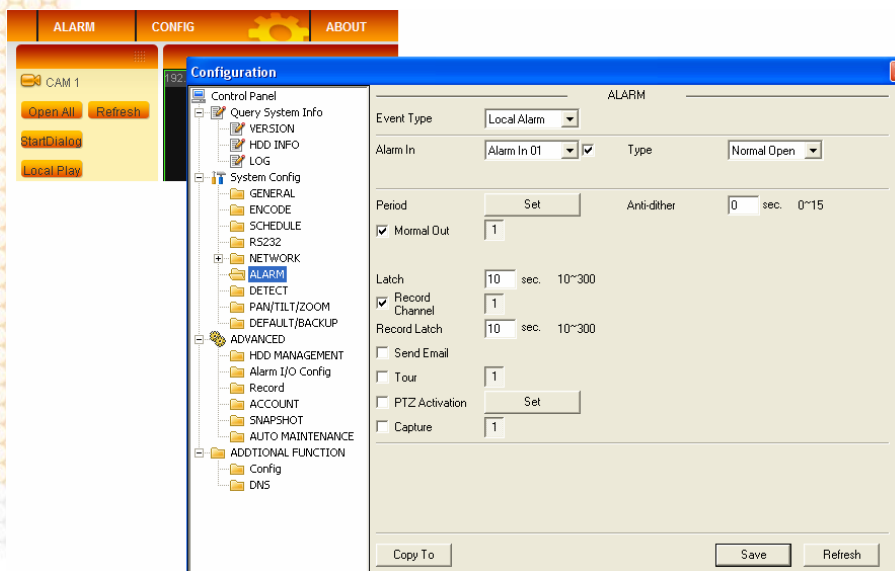 ALARM CONFIG ABOUT
CAM 1
192.
Open All Refresh
StartDialog
Local Play
Configuration
Control Panel
Query System Info
VERSION
HDD INFO
LOG
System Config
GENERAL
ENCODE
SCHEDULE
RS232
NETWORK
ALARM
DETECT
PAN/TILT/ZOOM
DEFAULT/BACKUP
ADVANCED
HDD MANAGEMENT
Alarm I/O Config
Record
ACCOUNT
SNAPSHOT
AUTO MAINTENANCE
ADDTIONAL FUNCTION
Config
DNS
ALARM
Event Type Local Alarm
Alarm In Alarm In 01 Type Normal Open
Period Set Anti-dither 0 sec. 0~15
Mormal Out 1
Latch 10 sec. 10~300
Record
Channel 1
Record Latch 10 sec. 10~300
Send Email
Tour 1
PTZ Activation Set
Capture 1
Copy To Save Refresh